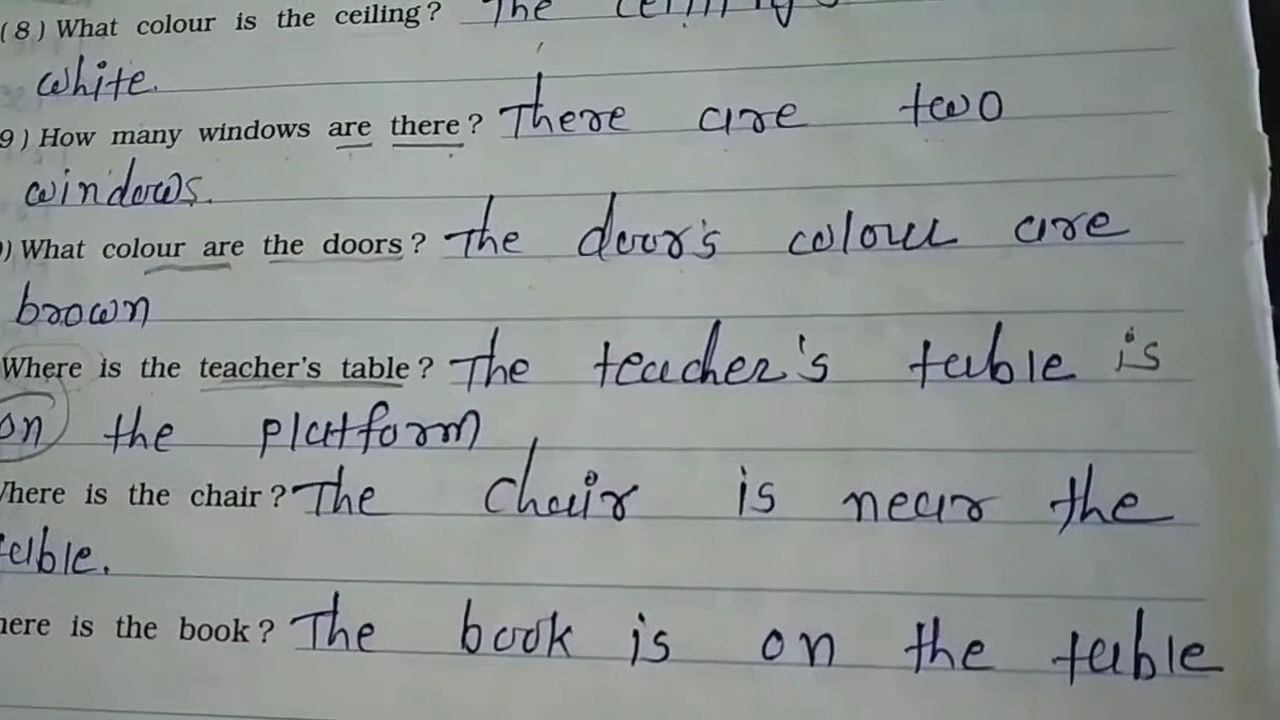 (8) What colour is the ceiling? The
white.
9) How many windows are there? There are two
windows.
) What colour are the doors? The door's colour are
brown
Where is the teacher's table? The teacher's table is
on the platform
here is the chair? The chair is near the
table.
here is the book? The book is on the table